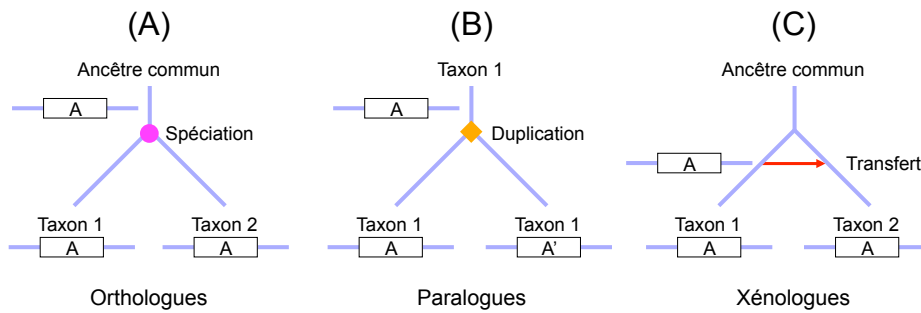 (A)
Ancêtre commun
A
Spéciation
Taxon 1
Taxon 2
A
A
Orthologues
(B)
Taxon 1
A
Duplication
Taxon 1
Taxon 1
A
A'
Paralogues
(C)
Ancêtre commun
A
Transfert
Taxon 1
Taxon 2
A
A
Xénologues